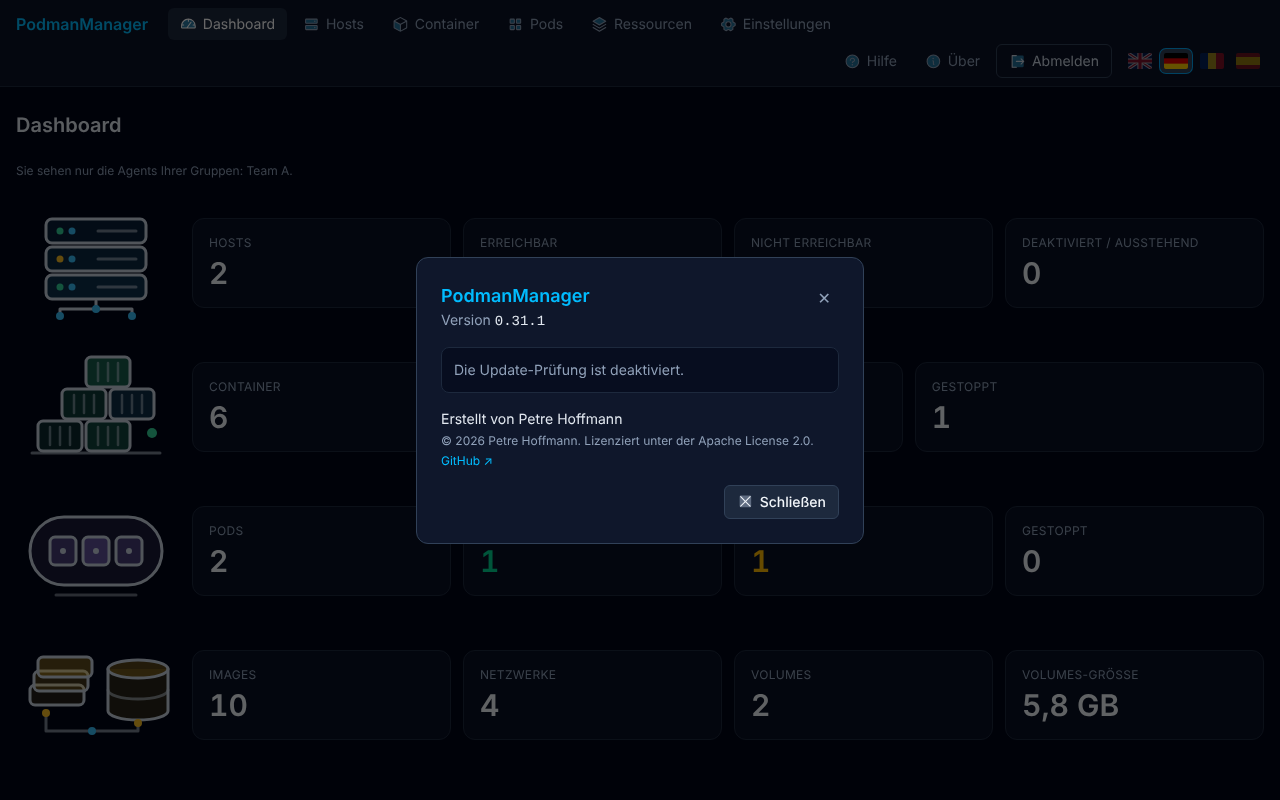 PodmanManager
Dashboard
Hosts
Container
Pods
Ressourcen
Einstellungen
Hilfe
Über
Abmelden
Dashboard
Sie sehen nur die Agents Ihrer Gruppen: Team A.
HOSTS
2
ERREICHBAR
NICHT ERREICHBAR
DEAKTIVIERT / AUSSTEHEND
0
PodmanManager
Version 0.31.1
Die Update-Prüfung ist deaktiviert.
Erstellt von Petre Hoffmann
© 2026 Petre Hoffmann. Lizenziert unter der Apache License 2.0.
GitHub ↗
Schließen
CONTAINER
6
GESTOPPT
1
PODS
2
1
1
GESTOPPT
0
IMAGES
10
NETZWERKE
4
VOLUMES
2
VOLUMES-GRÖSSE
5,8 GB